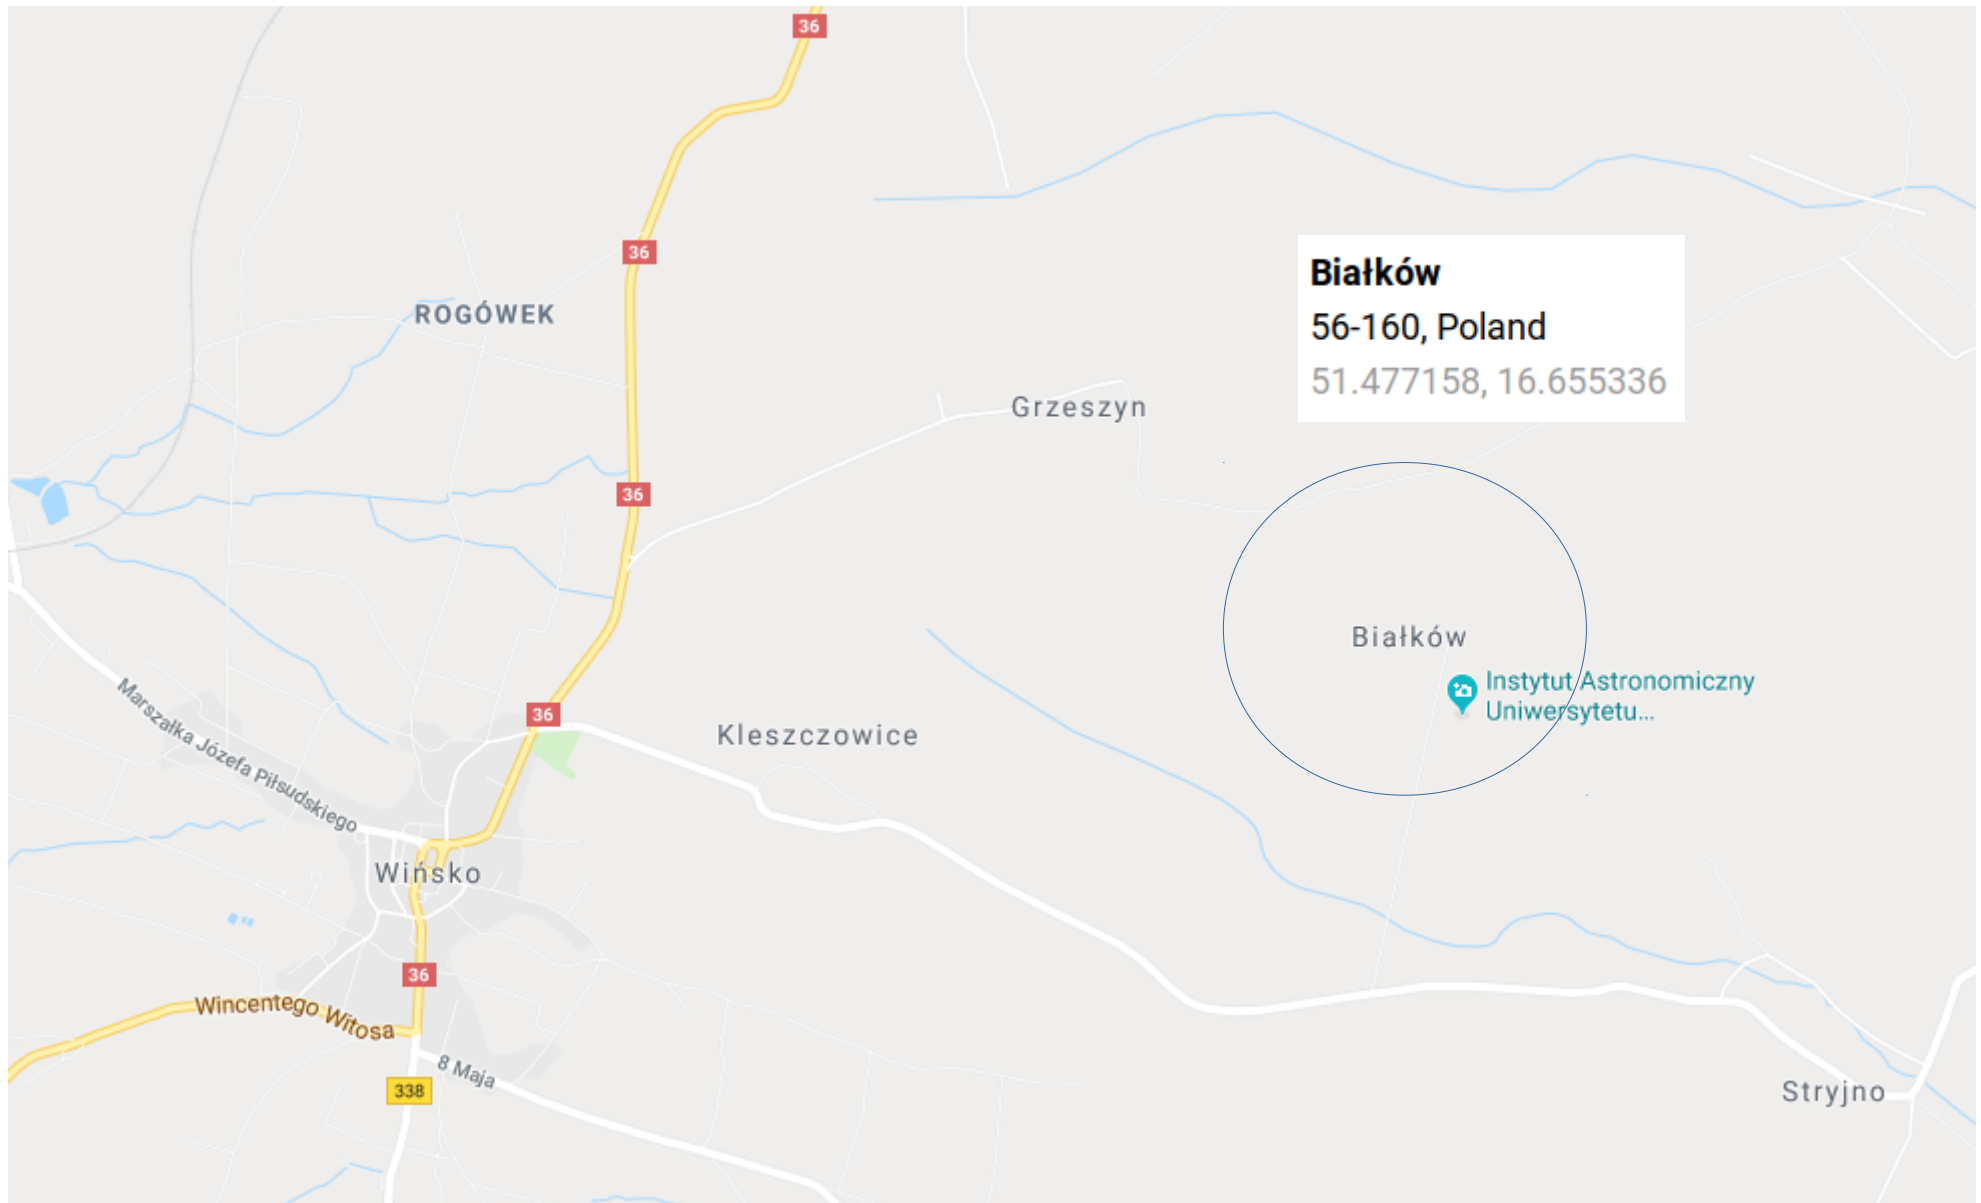 36
36
ROGÓWEK
Białków
56-160, Poland
51.477158, 16.655336
Grzeszyn
36
Białków
Instytut Astronomiczny
Uniwersytetu...
Marszałka Józefa Piłsudskiego
36
Kleszczowice
Wińsko
36
Wincentego Witosa
8 Maja
338
Stryjno